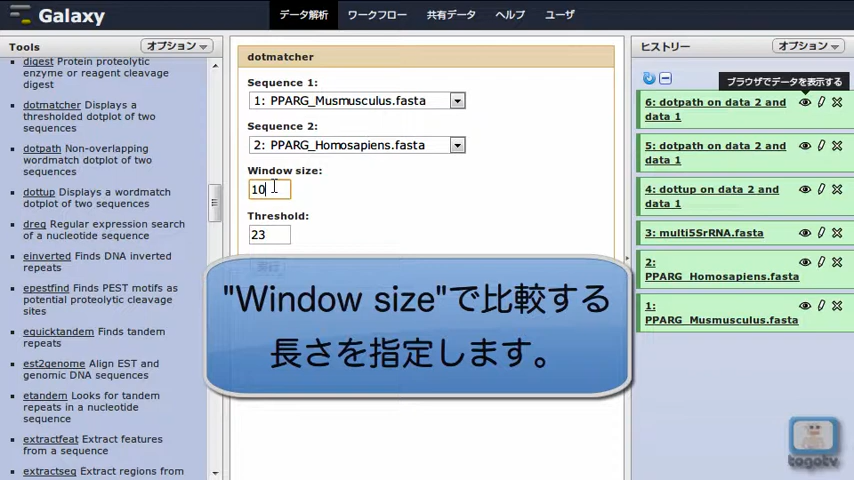 Galaxy
データ解析
ワークフロー
共有データ
ヘルプ
ユーザ
Tools
オプション
digest Protein proteolytic
enzyme or reagent cleavage
digest
dotmatcher Displays a
thresholded dotplot of two
sequences
dotpath Non-overlapping
wordmatch dotplot of two
sequences
dottup Displays a wordmatch
dotplot of two sequences
dreg Regular expression search
of a nucleotide sequence
einverted Finds DNA inverted
repeats
epestfind Finds PEST motifs as
potential proteolytic cleavage
sites
equicktandem Finds tandem
repeats
est2genome Align EST and
genomic DNA sequences
etandem Looks for tandem
repeats in a nucleotide
sequence
extractfeat Extract features
from a sequence
extractseq Extract regions from
dotmatcher
Sequence 1:
1: PPARG_Musmusculus.fasta
Sequence 2:
2: PPARG_Homosapiens.fasta
Window size:
10
Threshold:
23
実行
"Window size"で比較する
長さを指定します。
ヒストリー
オプション
ブラウザでデータを表示する
6: dotpath on data 2 and
data 1
5: dotpath on data 2 and
data 1
4: dottup on data 2 and
data 1
3: multi5SrRNA.fasta
2:
PPARG_Homosapiens.fasta
1:
PPARG_Musmusculus.fasta
togotv